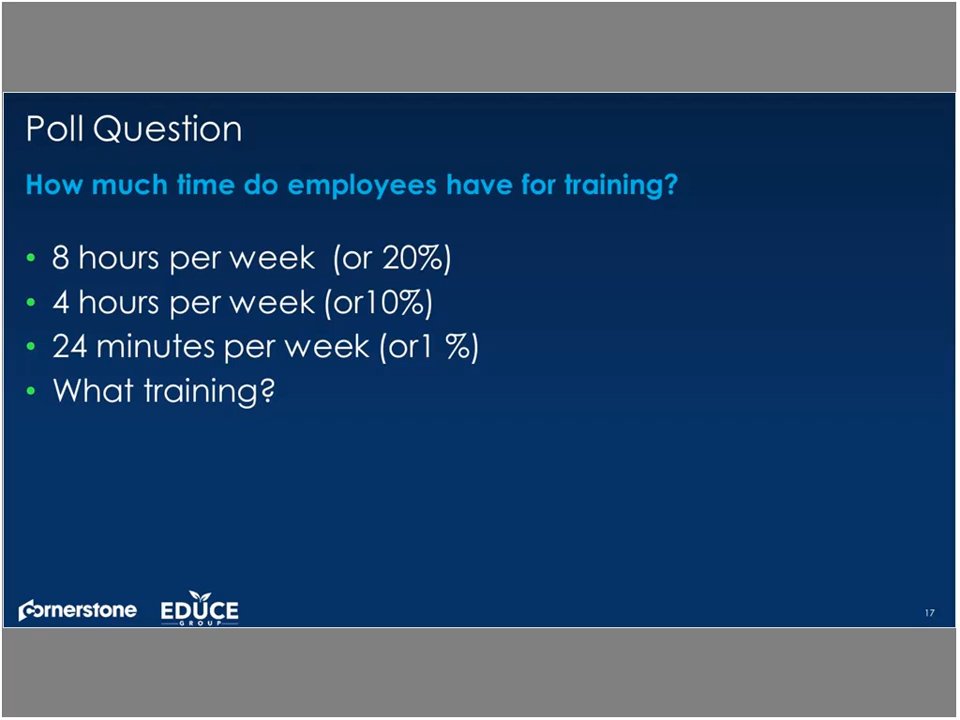 Poll Question
How much time do employees have for training?
• 8 hours per week (or 20%)
• 4 hours per week (or10%)
• 24 minutes per week (or1 %)
• What training?
cornerstone
EDUCE
GROUP
17